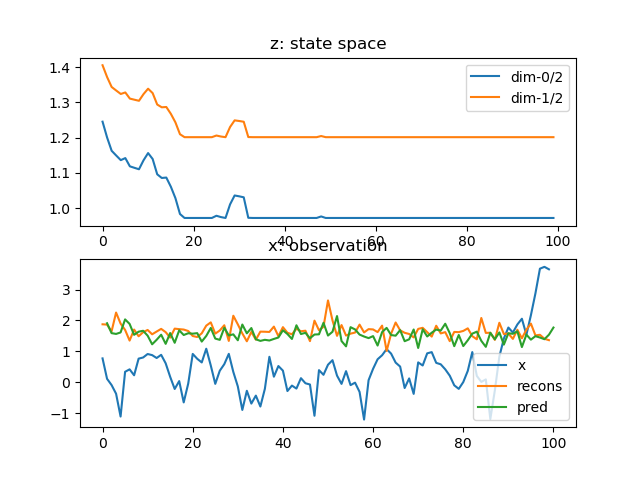 z: state space
1.4
1.3
1.2
1.1
1.0
dim-0/2
dim-1/2
0 20 40 60 80 100
x: observation
3
2
1
0
−1
x
recons
pred
0 20 40 60 80 100